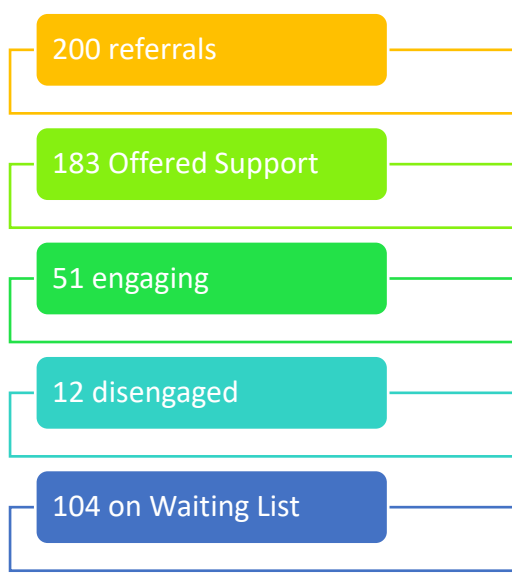 200 referrals
183 Offered Support
51 engaging
12 disengaged
104 on Waiting List